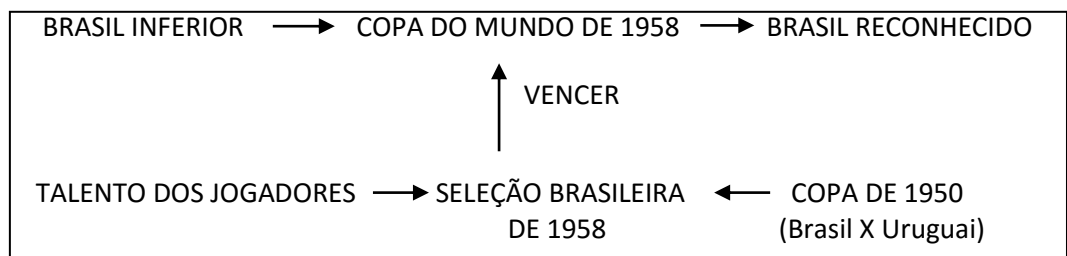 BRASIL INFERIOR COPA DO MUNDO DE 1958 BRASIL RECONHECIDO
VENCER
TALENTO DOS JOGADORES SELEÇÃO BRASILEIRA COPA DE 1950
DE 1958 (Brasil X Uruguai)